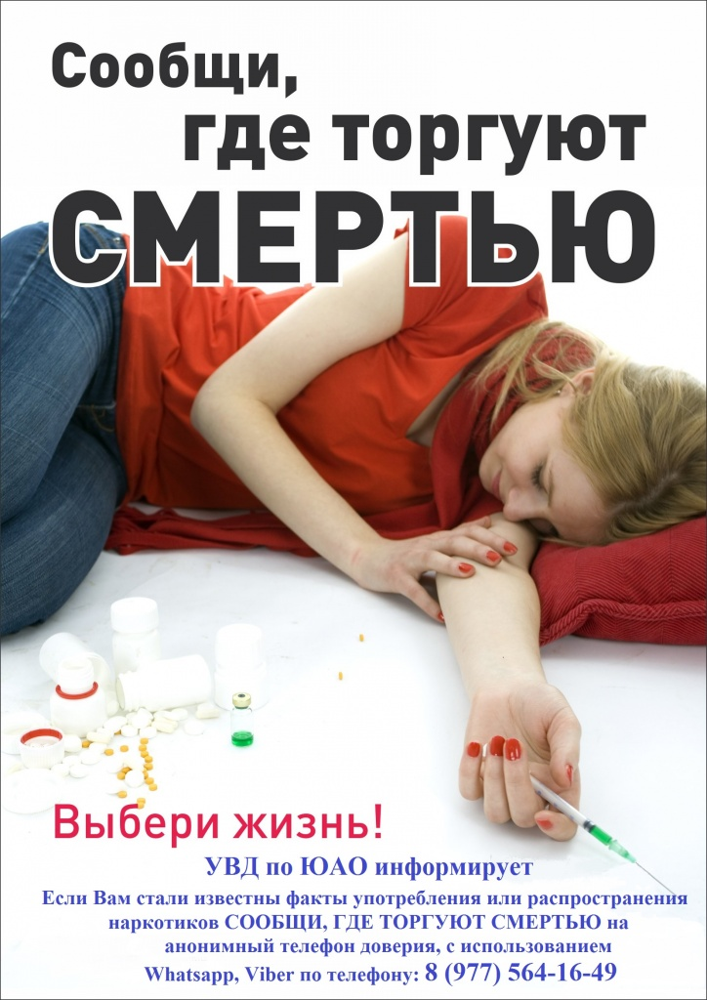 Сообщи,
где торгуют
СМЕРТЬЮ
Выбери жизнь!
УВД по ЮАО информирует
Если Вам стали известны факты употребления или распространения
наркотиков СООБЩИ, ГДЕ ТОРГУЮТ СМЕРТЬЮ на
анонимный телефон доверия, с использованием
Whatsapp, Viber по телефону: 8 (977) 564-16-49